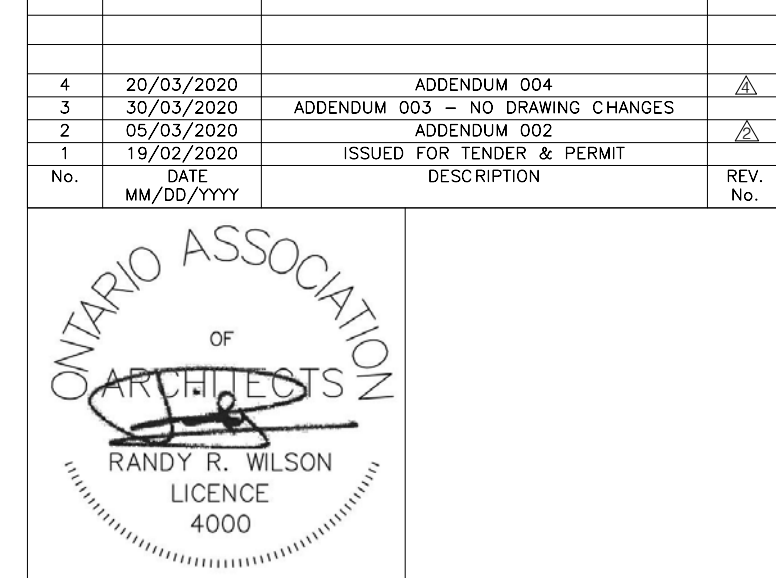 4 20/03/2020 ADDENDUM 004 4
3 30/03/2020 ADDENDUM 003 – NO DRAWING CHANGES
2 05/03/2020 ADDENDUM 002 2
1 19/02/2020 ISSUED FOR TENDER & PERMIT
No. DATE DESCRIPTION REV.
MM/DD/YYYY No.
ONTARIO ASSOCIATION
OF
ARCHITECTS
RANDY R. WILSON
LICENCE
4000